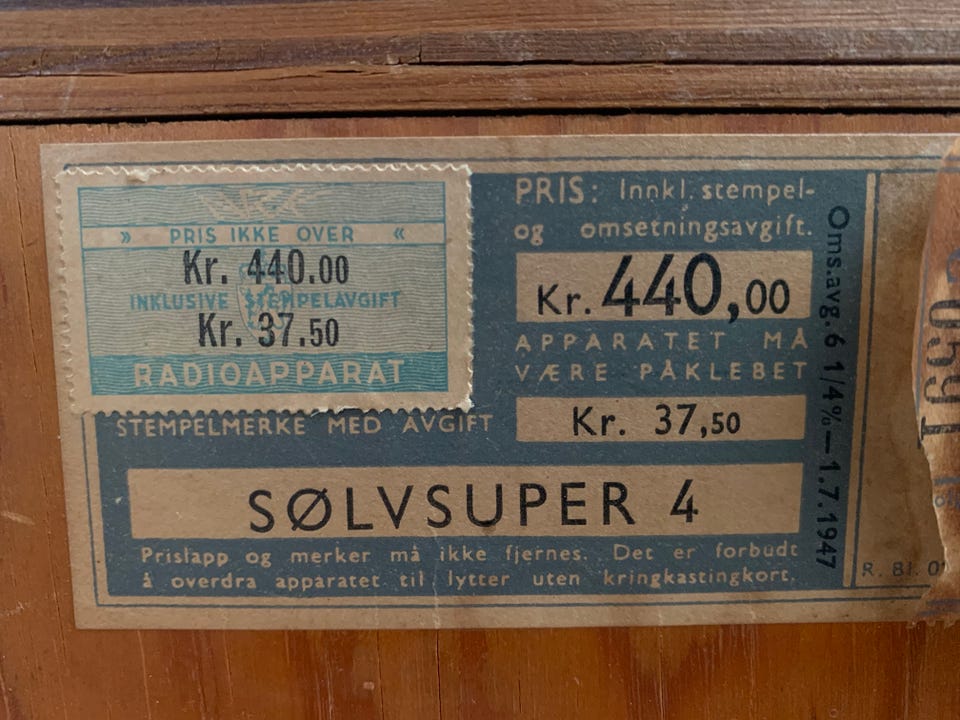 » PRIS IKKE OVER «
Kr. 440.00
INKLUSIVE STEMPELAVGIFT
Kr. 37.50
RADIOAPPARAT
STEMPELMERKE MED AVGIFT
PRIS: Innkl. stempel-
og omsetningsavgift.
Kr. 440,00
APPARATET MÅ
VÆRE PÅKLEBET
Kr. 37,50
SØLVSUPER 4
Prislapp og merker må ikke fjernes. Det er forbudt
å overdra apparatet til lytter uten kringkastingkort.
Oms.avg. 6 1/4% — 1.7.1947
R. Bl.